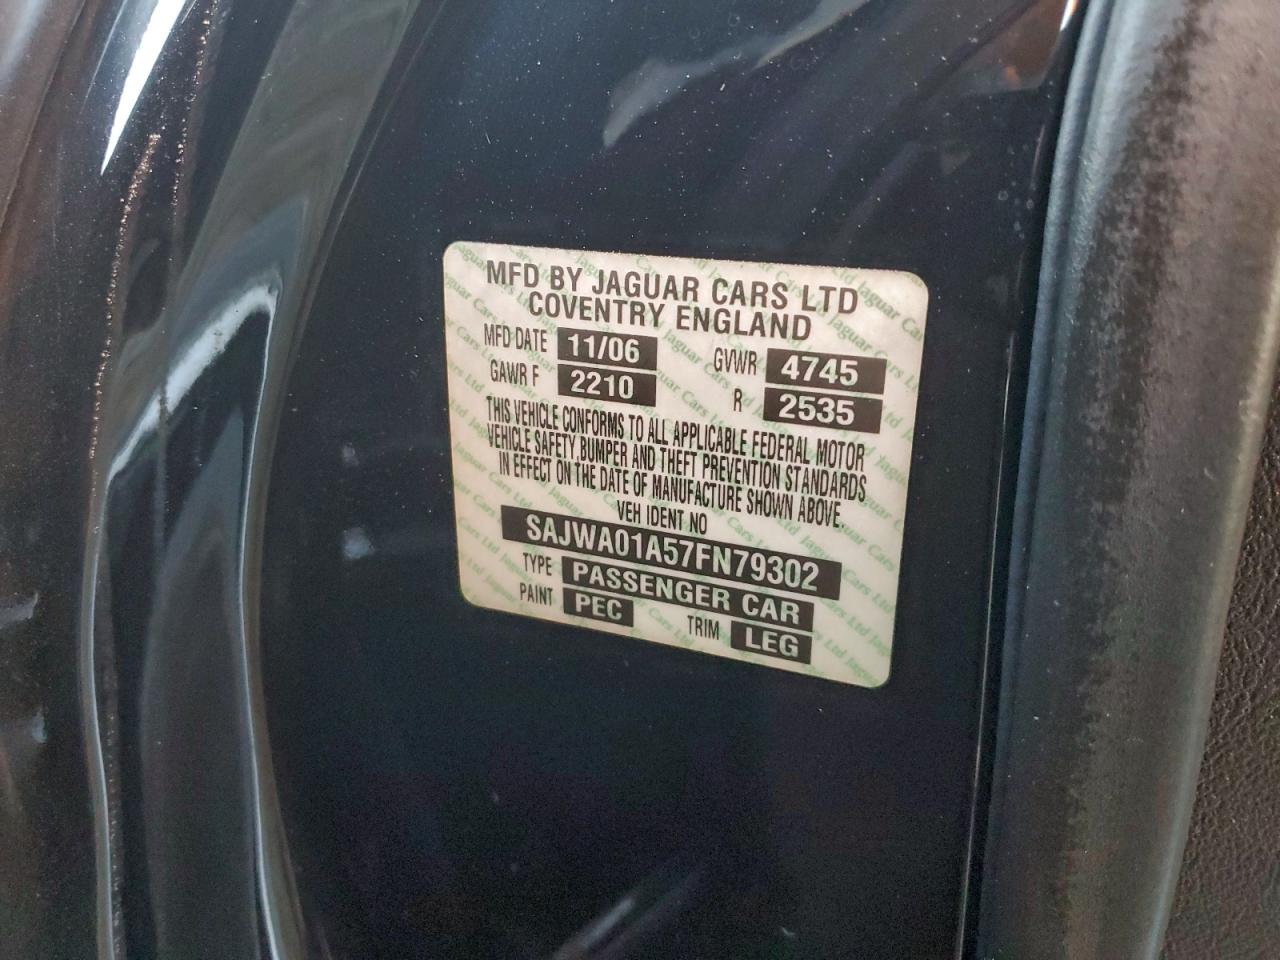 MFD BY JAGUAR CARS LTD
COVENTRY ENGLAND
MFD DATE 11/06 GVWR 4745
GAWR F 2210 R 2535
THIS VEHICLE CONFORMS TO ALL APPLICABLE FEDERAL MOTOR
VEHICLE SAFETY,BUMPER AND THEFT PREVENTION STANDARDS
IN EFFECT ON THE DATE OF MANUFACTURE SHOWN ABOVE.
VEH IDENT NO
SAJWA01A57FN79302
TYPE PASSENGER CAR
PAINT PEC TRIM LEG